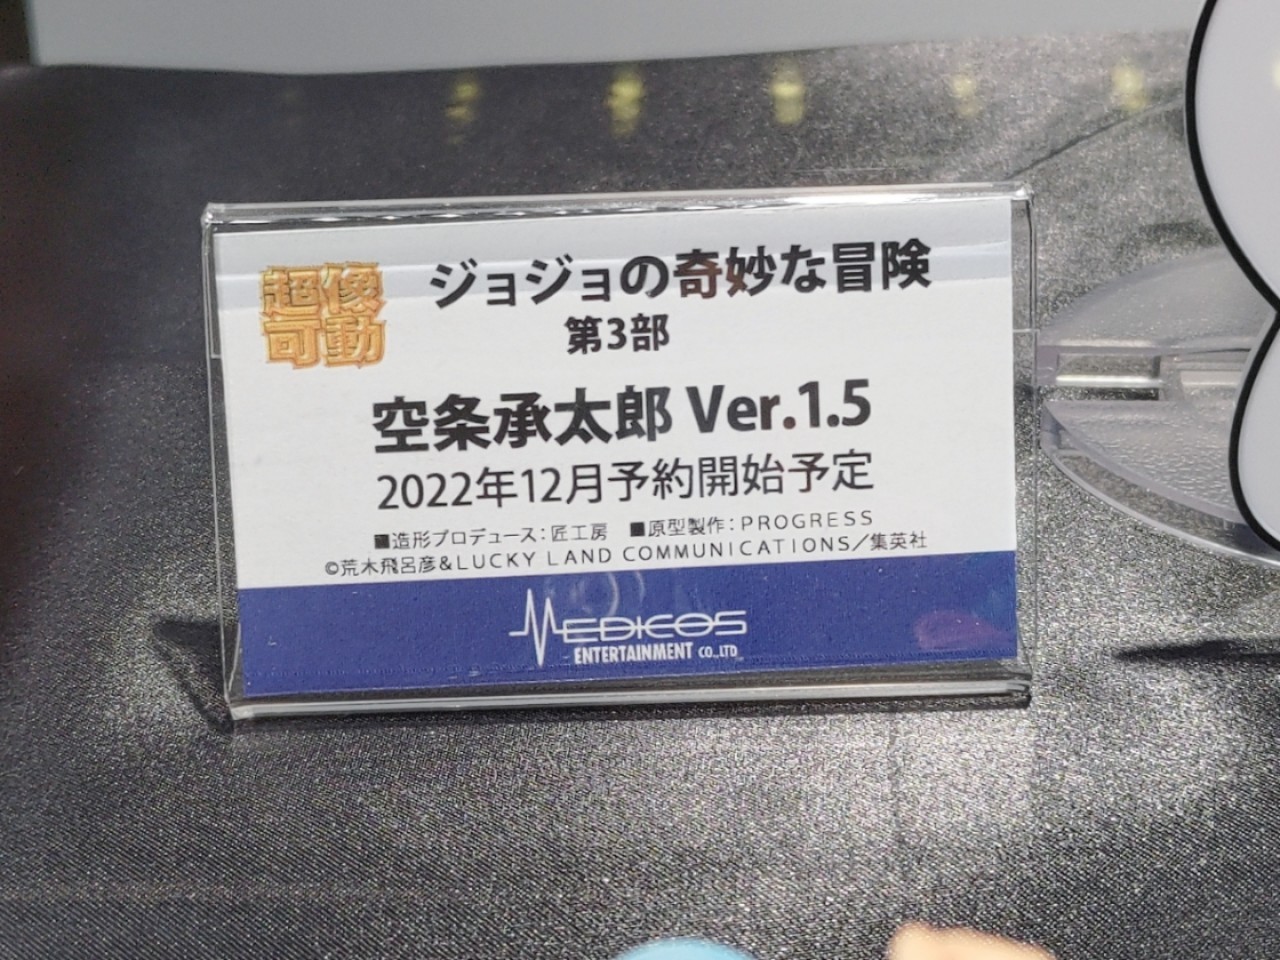 超像
可動
ジョジョの奇妙な冒険
第3部
空条承太郎 Ver.1.5
2022年12月予約開始予定
■造形プロデュース：匠工房 ■原型製作：PROGRESS
©荒木飛呂彦&LUCKY LAND COMMUNICATIONS／集英社
MEDICOS
ENTERTAINMENT CO.,LTD